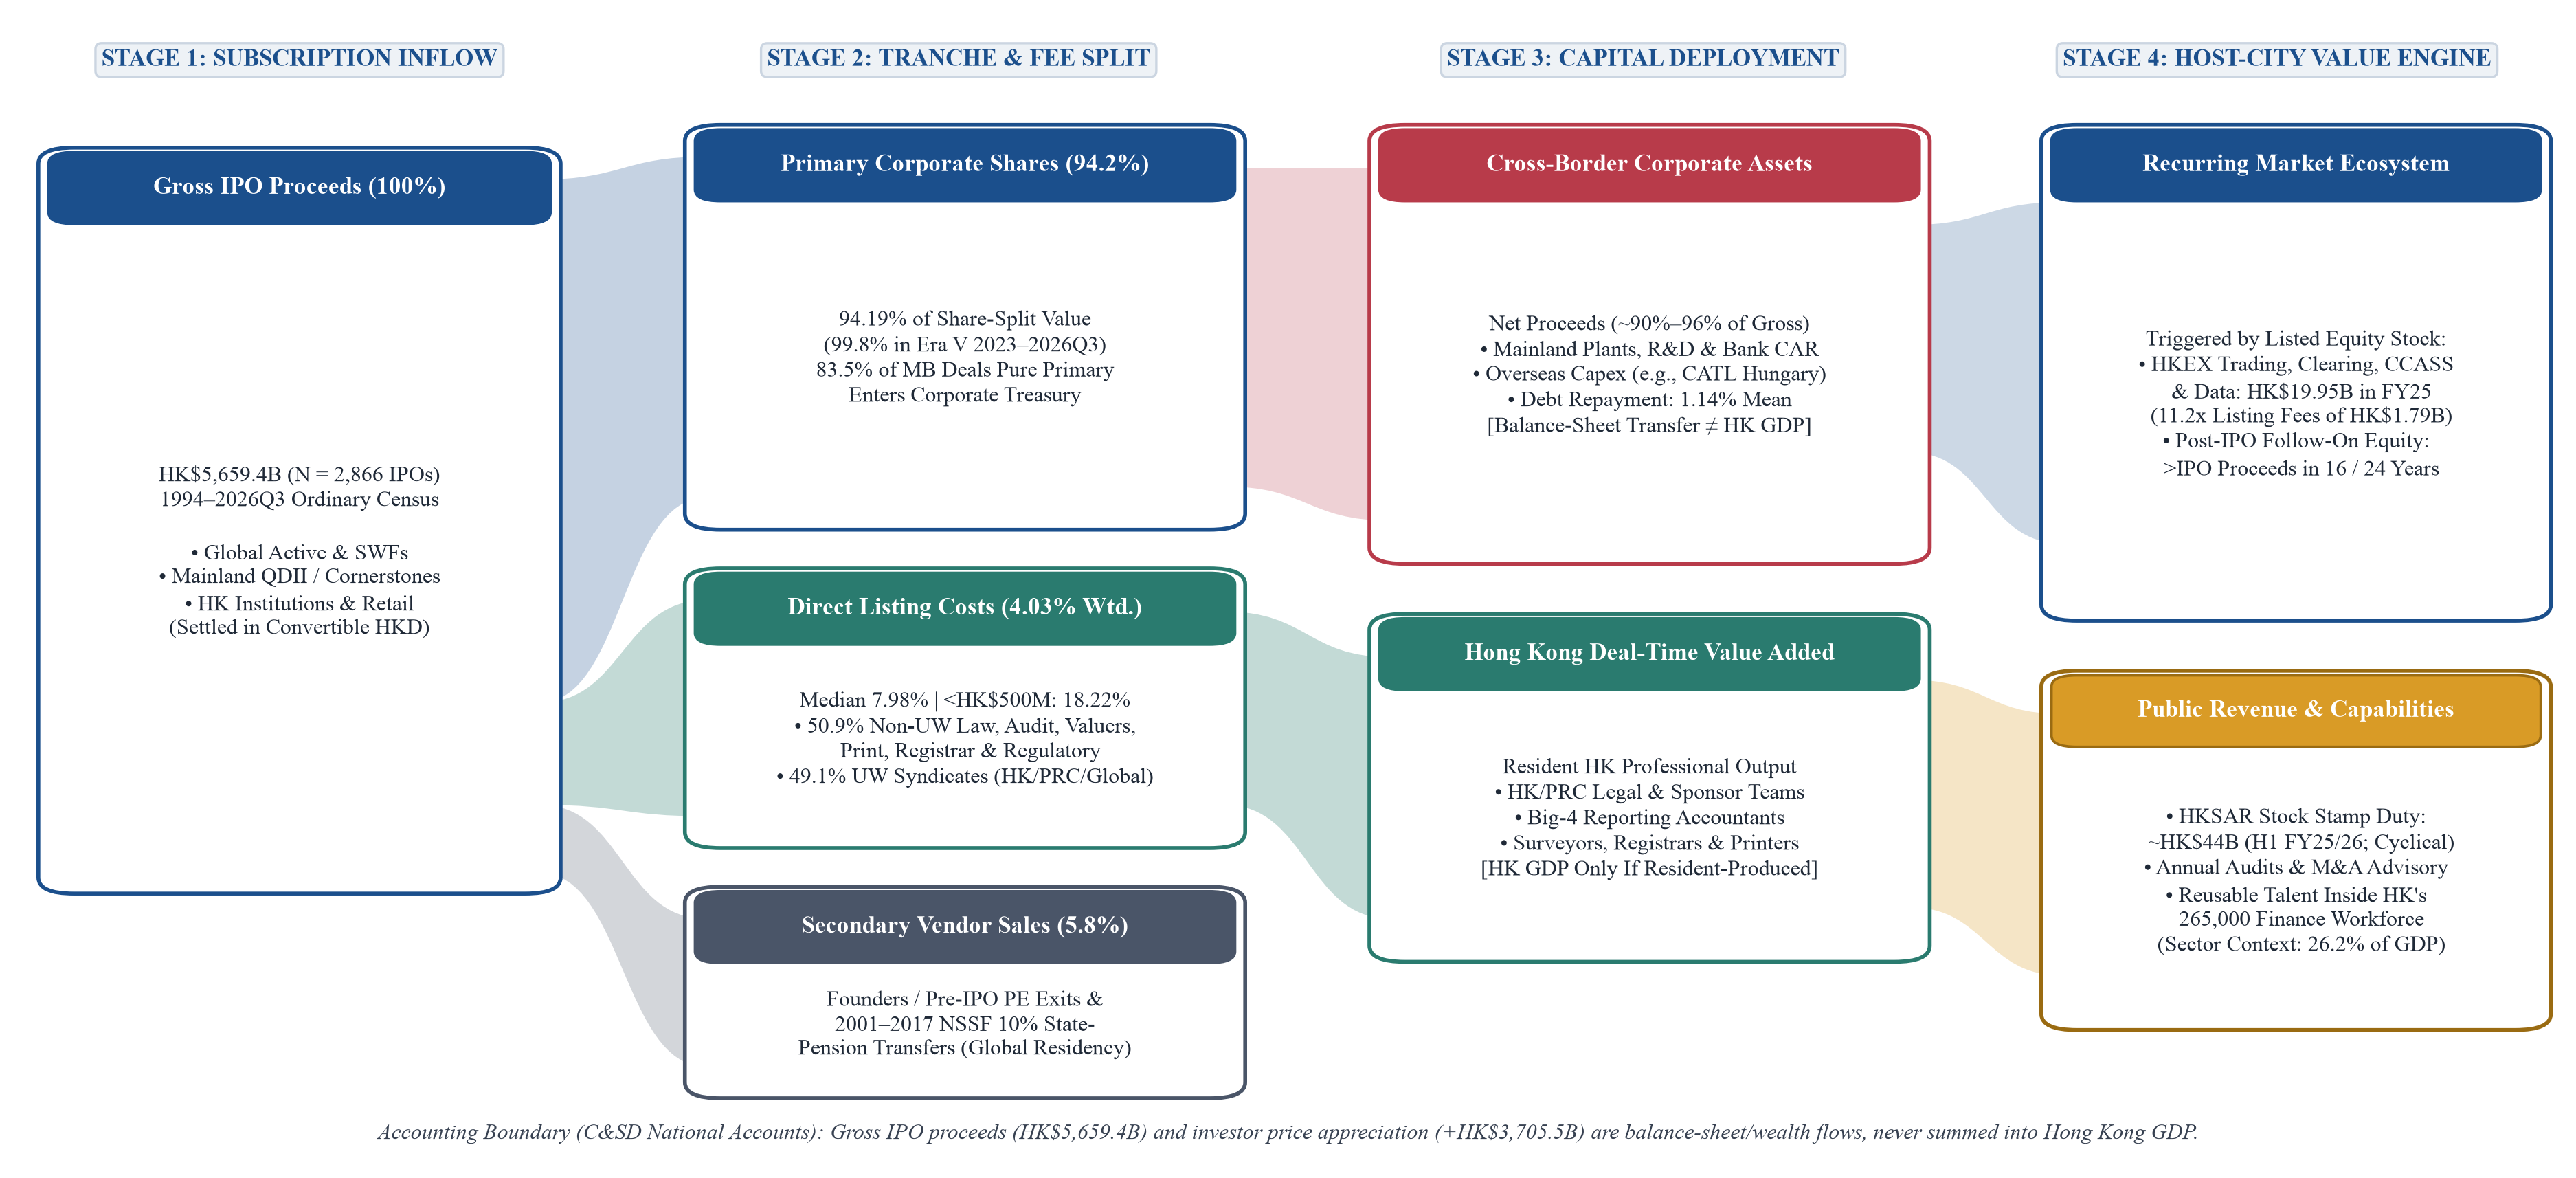 STAGE 1: SUBSCRIPTION INFLOW
Gross IPO Proceeds (100%)
HK$5,659.4B (N = 2,866 IPOs)
1994–2026Q3 Ordinary Census
• Global Active & SWFs
• Mainland QDII / Cornerstones
• HK Institutions & Retail
(Settled in Convertible HKD)
STAGE 2: TRANCHE & FEE SPLIT
Primary Corporate Shares (94.2%)
94.19% of Share-Split Value
(99.8% in Era V 2023–2026Q3)
83.5% of MB Deals Pure Primary
Enters Corporate Treasury
Direct Listing Costs (4.03% Wtd.)
Median 7.98% | <HK$500M: 18.22%
• 50.9% Non-UW Law, Audit, Valuers,
Print, Registrar & Regulatory
• 49.1% UW Syndicates (HK/PRC/Global)
Secondary Vendor Sales (5.8%)
Founders / Pre-IPO PE Exits &
2001–2017 NSSF 10% State-
Pension Transfers (Global Residency)
STAGE 3: CAPITAL DEPLOYMENT
Cross-Border Corporate Assets
Net Proceeds (~90%–96% of Gross)
• Mainland Plants, R&D & Bank CAR
• Overseas Capex (e.g., CATL Hungary)
• Debt Repayment: 1.14% Mean
[Balance-Sheet Transfer ≠ HK GDP]
Hong Kong Deal-Time Value Added
Resident HK Professional Output
• HK/PRC Legal & Sponsor Teams
• Big-4 Reporting Accountants
• Surveyors, Registrars & Printers
[HK GDP Only If Resident-Produced]
STAGE 4: HOST-CITY VALUE ENGINE
Recurring Market Ecosystem
Triggered by Listed Equity Stock:
• HKEX Trading, Clearing, CCASS
& Data: HK$19.95B in FY25
(11.2x Listing Fees of HK$1.79B)
• Post-IPO Follow-On Equity:
>IPO Proceeds in 16 / 24 Years
Public Revenue & Capabilities
• HKSAR Stock Stamp Duty:
~HK$44B (H1 FY25/26; Cyclical)
• Annual Audits & M&A Advisory
• Reusable Talent Inside HK's
265,000 Finance Workforce
(Sector Context: 26.2% of GDP)
Accounting Boundary (C&SD National Accounts): Gross IPO proceeds (HK$5,659.4B) and investor price appreciation (+HK$3,705.5B) are balance-sheet/wealth flows, never summed into Hong Kong GDP.